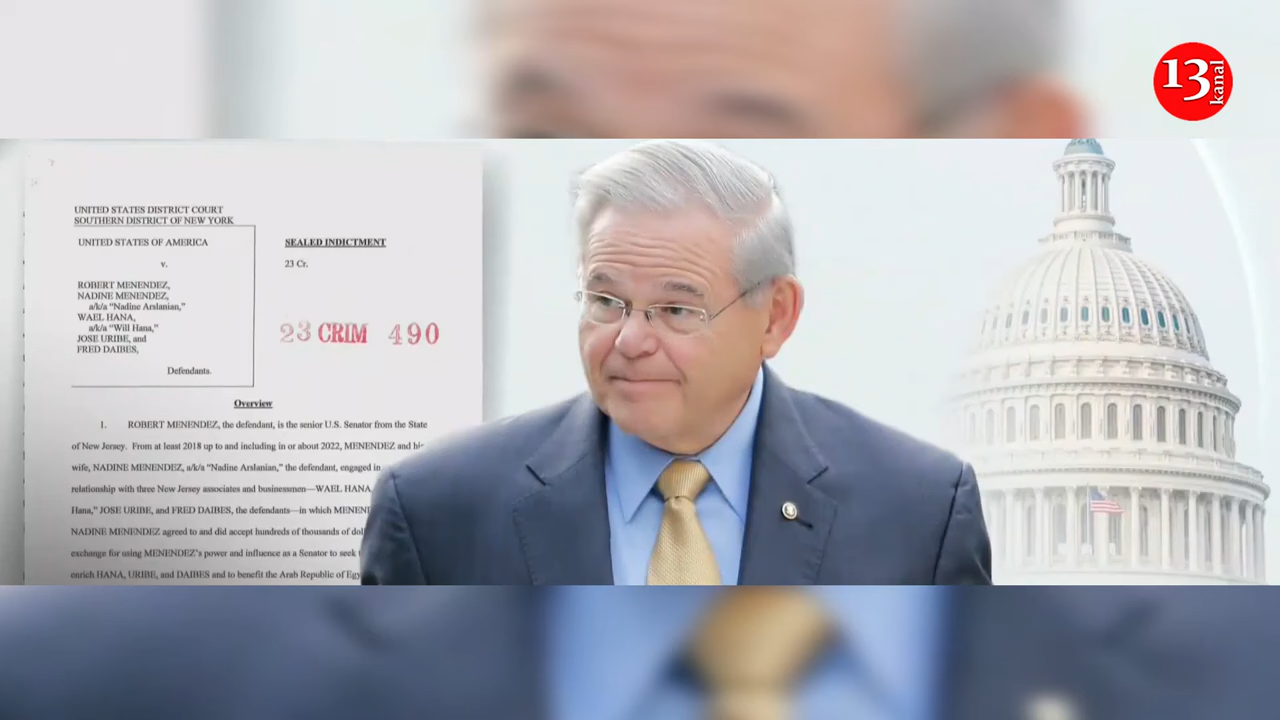 13
kanal
UNITED STATES DISTRICT COURT
SOUTHERN DISTRICT OF NEW YORK
UNITED STATES OF AMERICA
v.
ROBERT MENENDEZ,
NADINE MENENDEZ,
a/k/a “Nadine Arslanian,”
WAEL HANA,
a/k/a “Will Hana,”
JOSE URIBE, and
FRED DAIBES,
Defendants.
SEALED INDICTMENT
23 Cr.
23 CRIM 490
Overview
1. ROBERT MENENDEZ, the defendant, is the senior U.S. Senator from the State
of New Jersey. From at least 2018 up to and including in or about 2022, MENENDEZ and his
wife, NADINE MENENDEZ, a/k/a “Nadine Arslanian,” the defendant, engaged in
relationship with three New Jersey associates and businessmen—WAEL HANA
Hana,” JOSE URIBE, and FRED DAIBES, the defendants—in which MENEN
NADINE MENENDEZ agreed to and did accept hundreds of thousands of dol
exchange for using MENENDEZ’s power and influence as a Senator to seek
enrich HANA, URIBE, and DAIBES and to benefit the Arab Republic of Egy